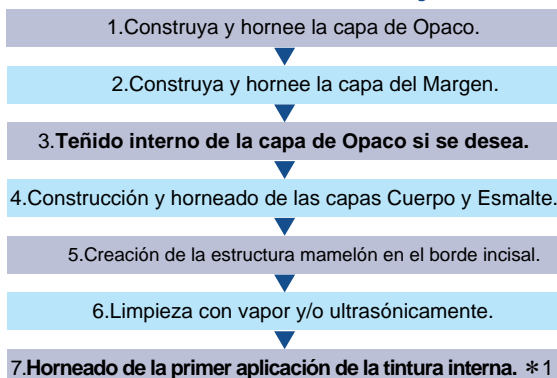 1.Construya y hornee la capa de Opaco.
2.Construya y hornee la capa del Margen.
3.Teñido interno de la capa de Opaco si se desea.
4.Construcción y horneado de las capas Cuerpo y Esmalte.
5.Creación de la estructura mamelón en el borde incisal.
6.Limpieza con vapor y/o ultrasónicamente.
7.Horneado de la primer aplicación de la tintura interna. ＊1